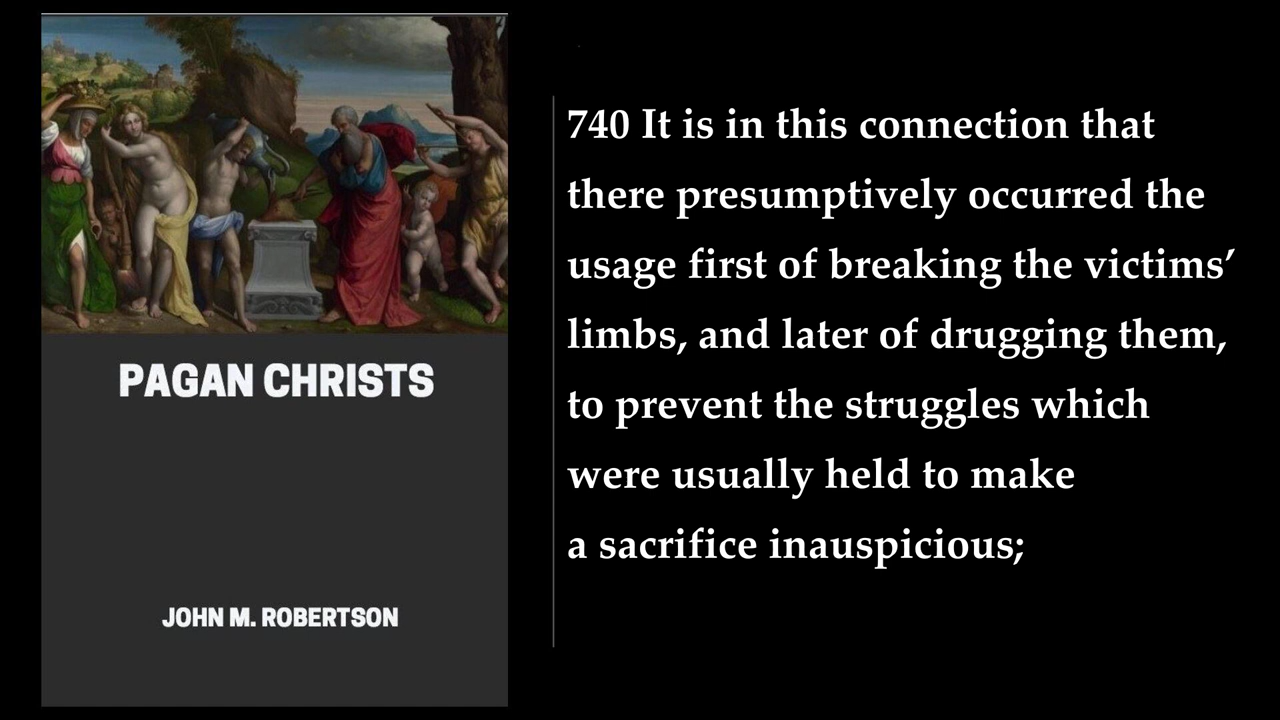 PAGAN CHRISTS
JOHN M. ROBERTSON
740 It is in this connection that
there presumptively occurred the
usage first of breaking the victims’
limbs, and later of drugging them,
to prevent the struggles which
were usually held to make
a sacrifice inauspicious;